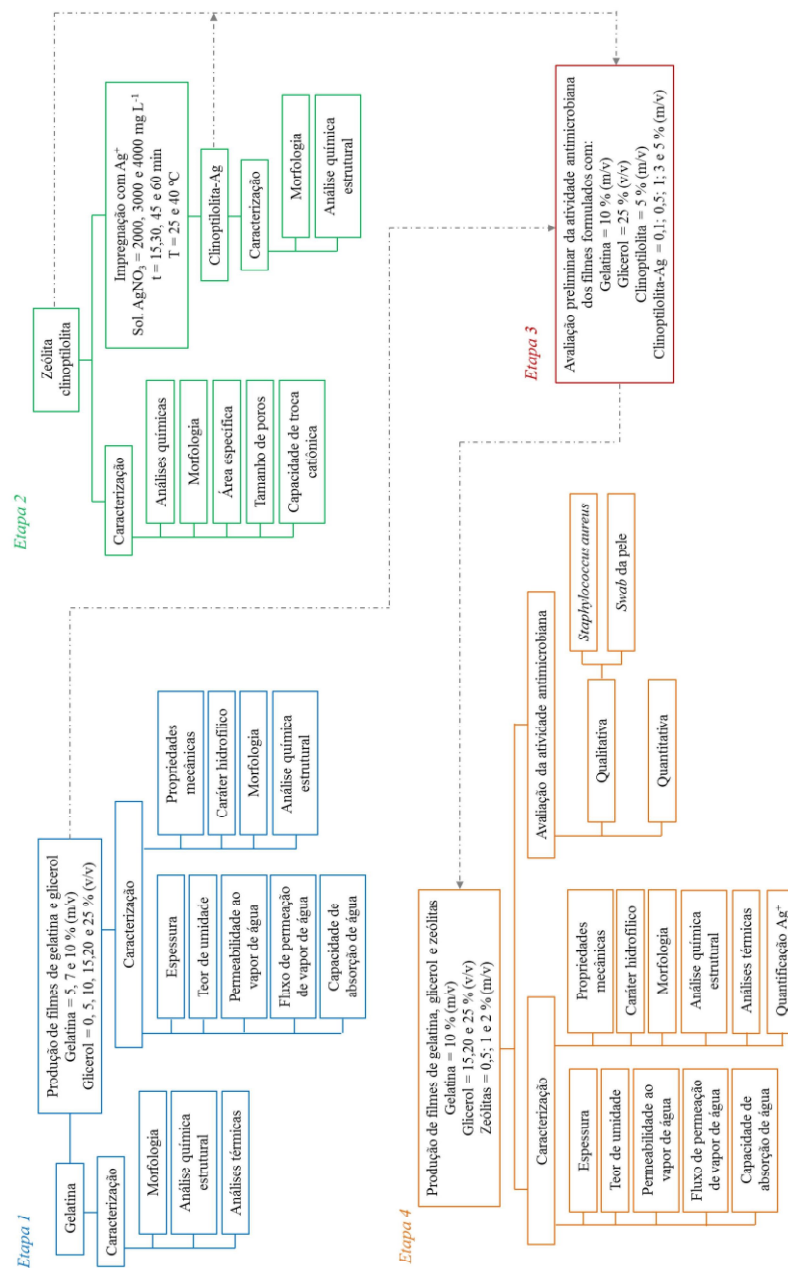 Etapa 1
Gelatina
Caracterização
Morfologia
Análise química
estrutural
Análises térmicas
Produção de filmes de gelatina e glicerol
Gelatina = 5, 7 e 10 % (m/v)
Glicerol = 0, 5, 10, 15,20 e 25 % (v/v)
Caracterização
Espessura
Teor de umidade
Permeabilidade ao
vapor de água
Fluxo de permeação
de vapor de água
Capacidade de
absorção de água
Propriedades
mecânicas
Caráter hidrofílico
Morfologia
Análise química
estrutural
Etapa 2
Zeólita
clinoptilolita
Caracterização
Análises químicas
Morfologia
Área específica
Tamanho de poros
Capacidade de troca
catiônica
Impregnação com Ag⁺
Sol. AgNO₃ = 2000, 3000 e 4000 mg L⁻¹
t = 15,30, 45 e 60 min
T = 25 e 40 ºC
Clinoptilolita-Ag
Caracterização
Morfologia
Análise química
estrutural
Etapa 3
Avaliação preliminar da atividade antimicrobiana
dos filmes formulados com:
Gelatina = 10 % (m/v)
Glicerol = 25 % (v/v)
Clinoptilolita = 5 % (m/v)
Clinoptilolita-Ag = 0,1; 0,5; 1; 3 e 5 % (m/v)
Etapa 4
Produção de filmes de gelatina, glicerol e zeólitas
Gelatina = 10 % (m/v)
Glicerol = 15,20 e 25 % (v/v)
Zeólitas = 0,5; 1 e 2 % (m/v)
Caracterização
Espessura
Teor de umidade
Permeabilidade ao
vapor de água
Fluxo de permeação
de vapor de água
Capacidade de
absorção de água
Propriedades
mecânicas
Caráter hidrofílico
Morfologia
Análise química
estrutural
Análises térmicas
Quantificação Ag⁺
Avaliação da atividade antimicrobiana
Qualitativa
Staphylococcus aureus
Swab da pele
Quantitativa